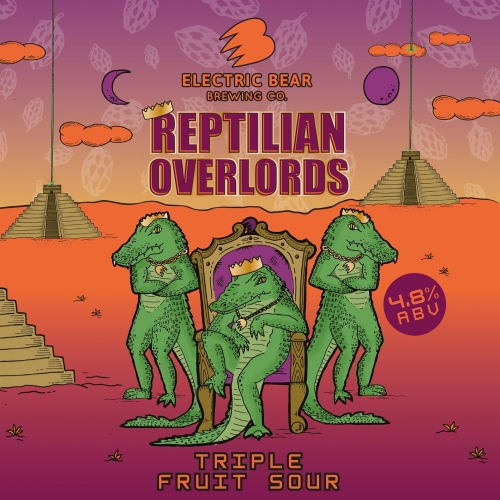 ELECTRIC BEAR
BREWING CO.
REPTILIAN
OVERLORDS
4.8%
ABV
TRIPLE
FRUIT SOUR